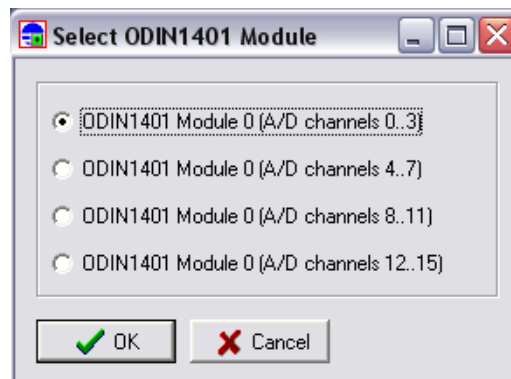 Select ODIN1401 Module
ODIN1401 Module 0 (A/D channels 0..3)
ODIN1401 Module 0 (A/D channels 4..7)
ODIN1401 Module 0 (A/D channels 8..11)
ODIN1401 Module 0 (A/D channels 12..15)
OK
Cancel